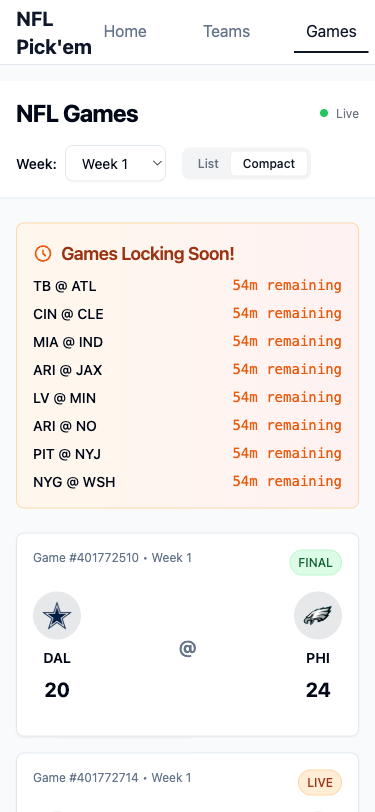 NFL
Pick'em
Home
Teams
Games
NFL Games
Live
Week:
Week 1
List
Compact
Games Locking Soon!
TB @ ATL
54m remaining
CIN @ CLE
54m remaining
MIA @ IND
54m remaining
ARI @ JAX
54m remaining
LV @ MIN
54m remaining
ARI @ NO
54m remaining
PIT @ NYJ
54m remaining
NYG @ WSH
54m remaining
Game #401772510 • Week 1
FINAL
DAL
20
@
PHI
24
Game #401772714 • Week 1
LIVE